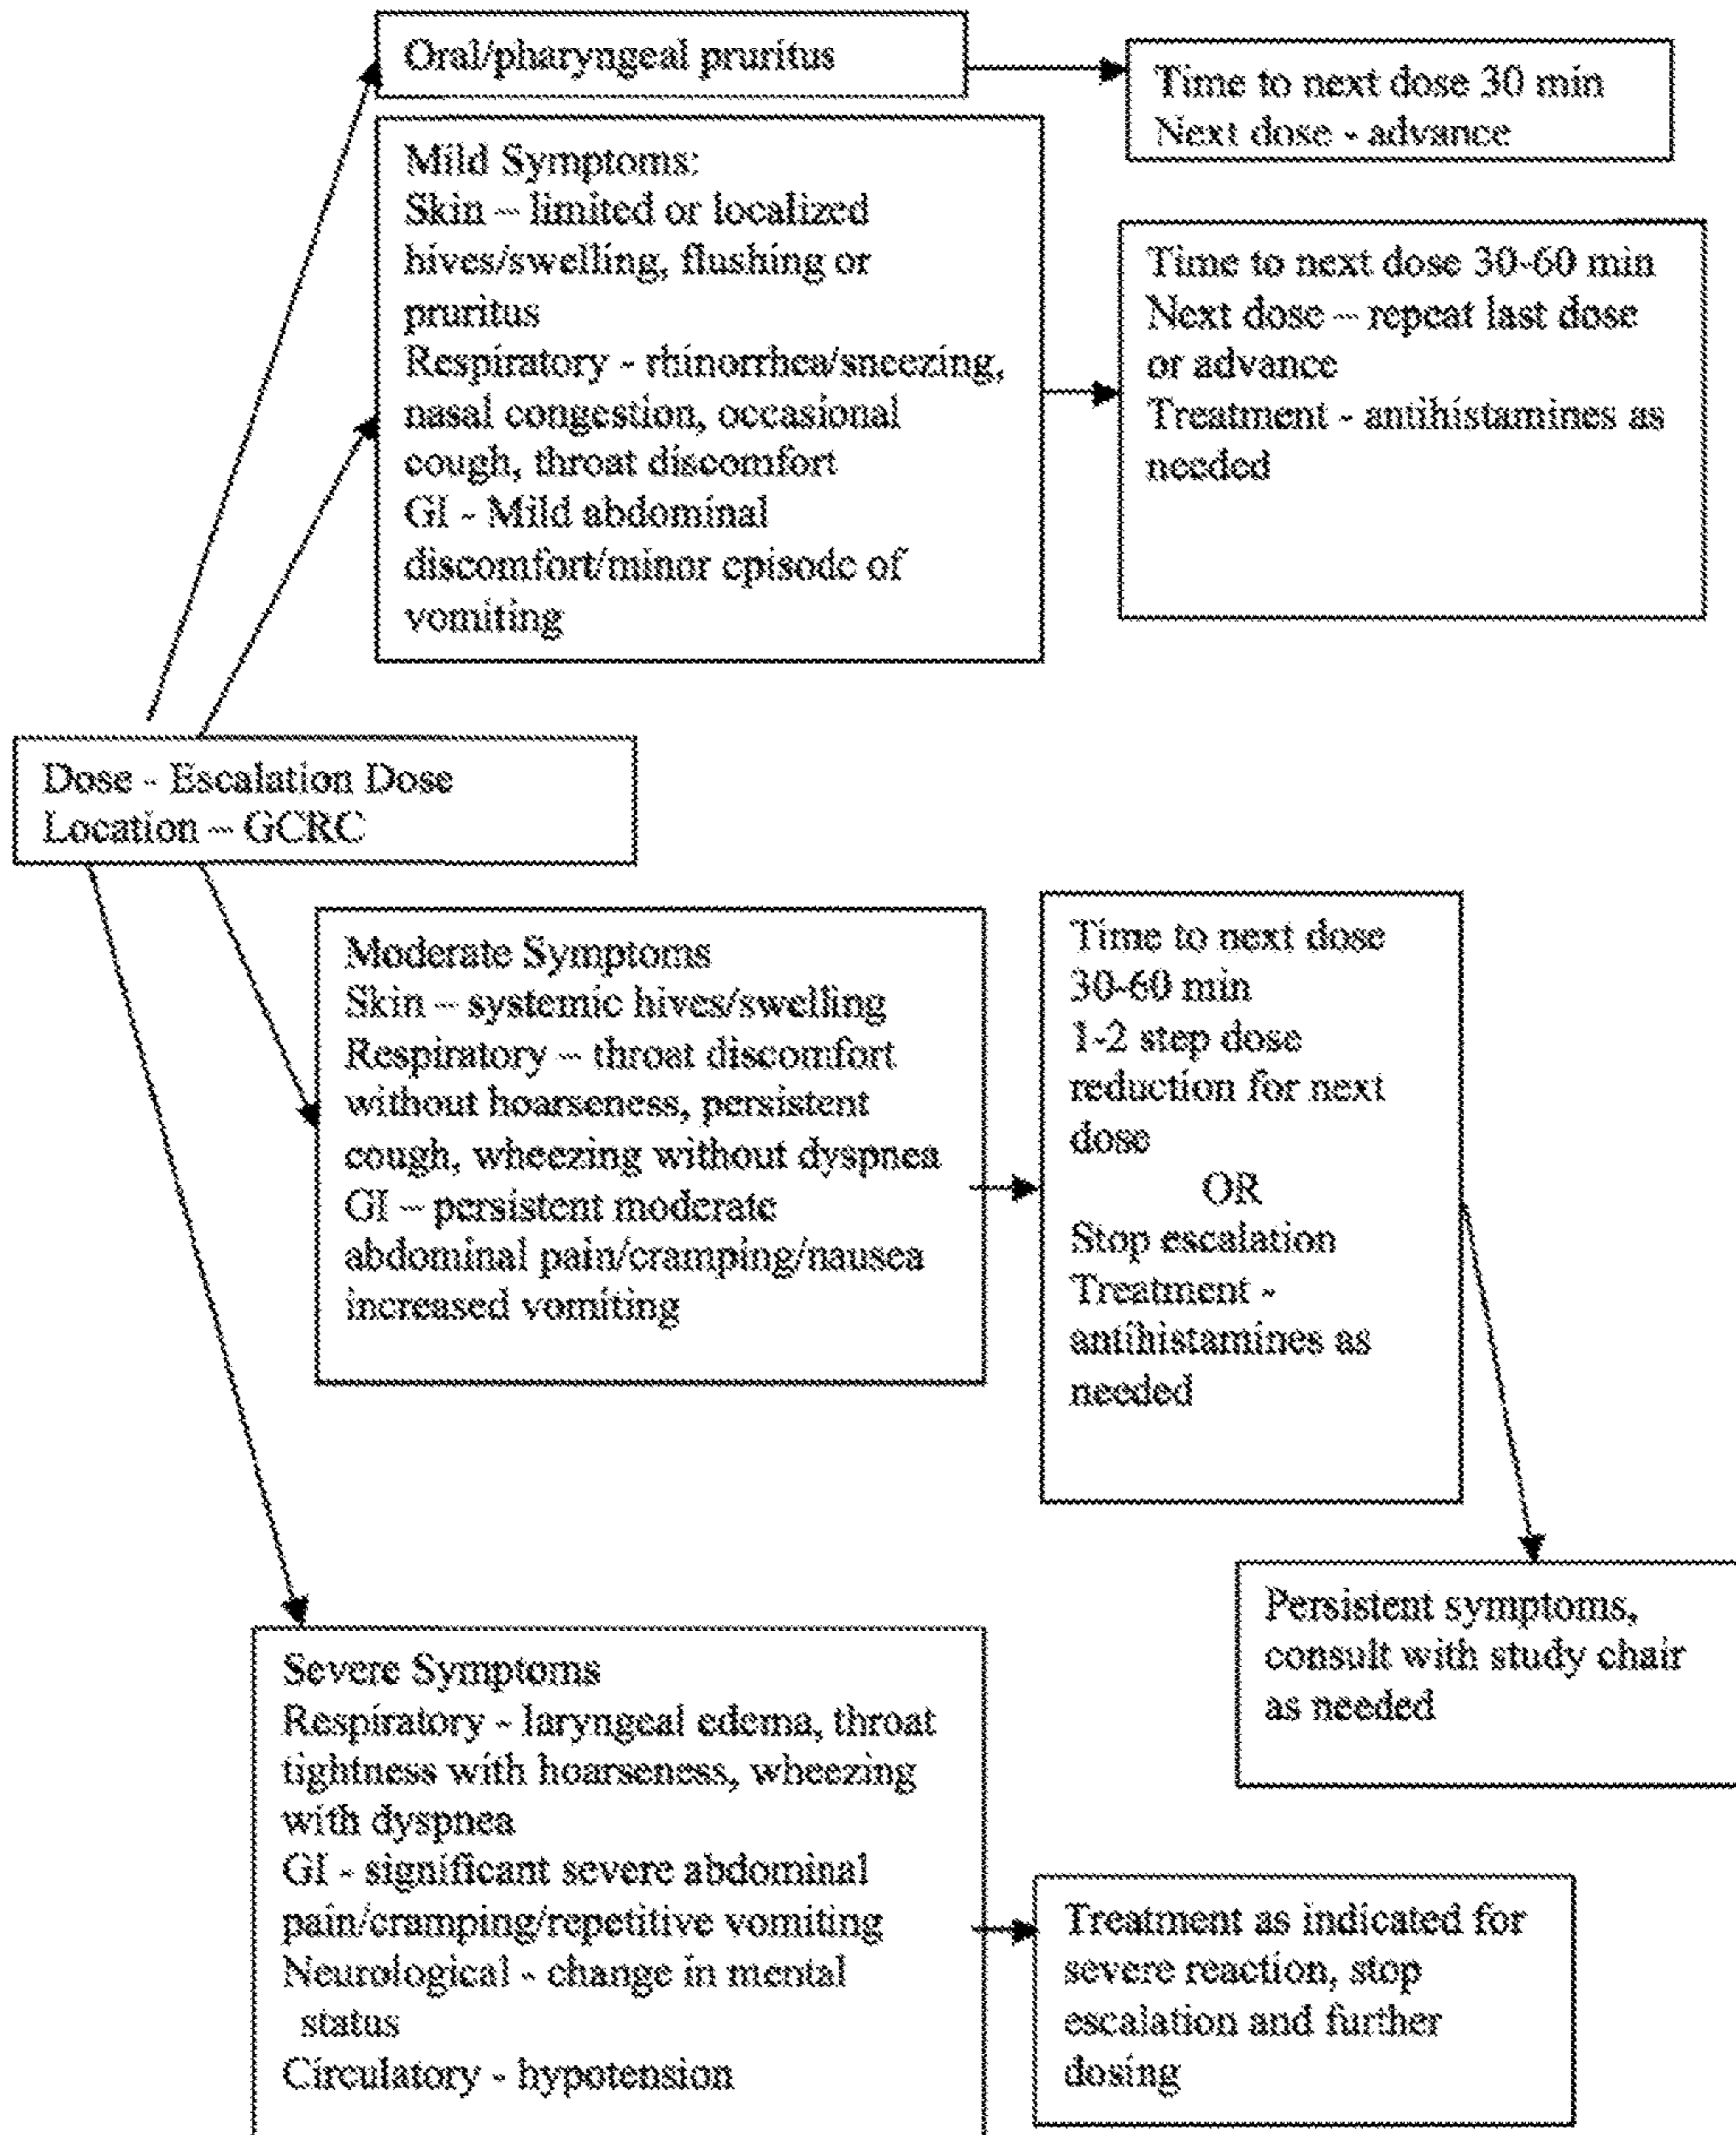 Oral/pharyngeal pruritus
Time to next dose 30 min
Next dose - advance
Mild Symptoms:
Skin – limited or localized
hives/swelling, flushing or
pruritus
Respiratory - rhinorrhea/sneezing,
nasal congestion, occasional
cough, throat discomfort
GI - Mild abdominal
discomfort/minor episode of
vomiting
Time to next dose 30-60 min
Next dose – repeat last dose
or advance
Treatment - antihistamines as
needed
Dose - Escalation Dose
Location – GCRC
Moderate Symptoms
Skin – systemic hives/swelling
Respiratory – throat discomfort
without hoarseness, persistent
cough, wheezing without dyspnea
GI – persistent moderate
abdominal pain/cramping/nausea
increased vomiting
Time to next dose
30-60 min
1-2 step dose
reduction for next
dose
OR
Stop escalation
Treatment -
antihistamines as
needed
Persistent symptoms,
consult with study chair
as needed
Severe Symptoms
Respiratory - laryngeal edema, throat
tightness with hoarseness, wheezing
with dyspnea
GI - significant severe abdominal
pain/cramping/repetitive vomiting
Neurological - change in mental
status
Circulatory - hypotension
Treatment as indicated for
severe reaction, stop
escalation and further
dosing